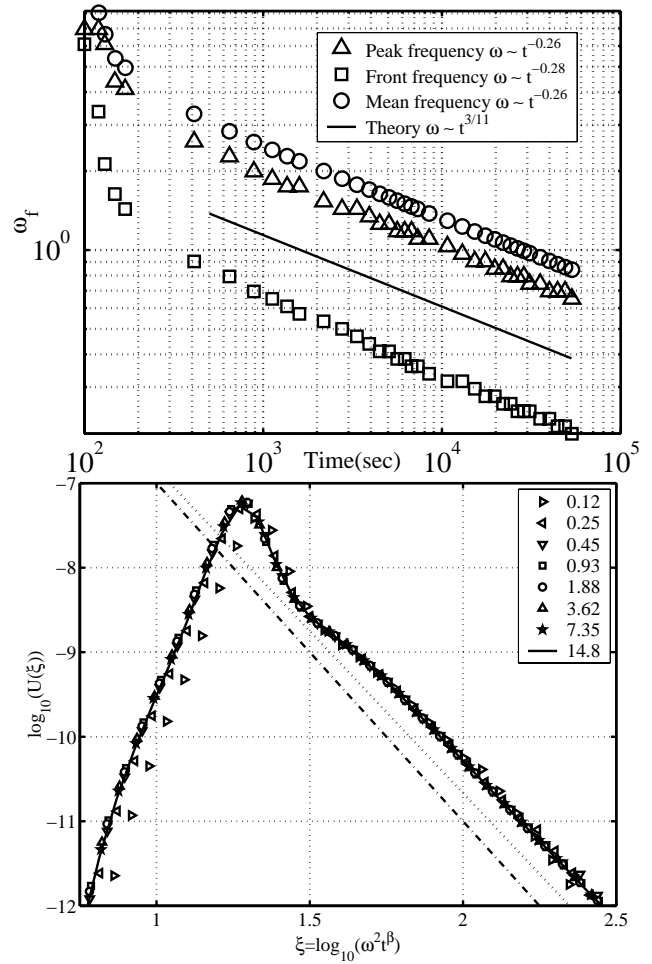 Peak frequency ω ~ t^-0.26
Front frequency ω ~ t^-0.28
Mean frequency ω ~ t^-0.26
Theory ω ~ t^3/11
ω_f
10^0
10^2 10^3 Time(sec) 10^4 10^5
-7
-8
-9
-10
-11
-12
log_10(U(ξ))
0.12
0.25
0.45
0.93
1.88
3.62
7.35
14.8
1 1.5 2 2.5
ξ=log_10(ω^2t^β)